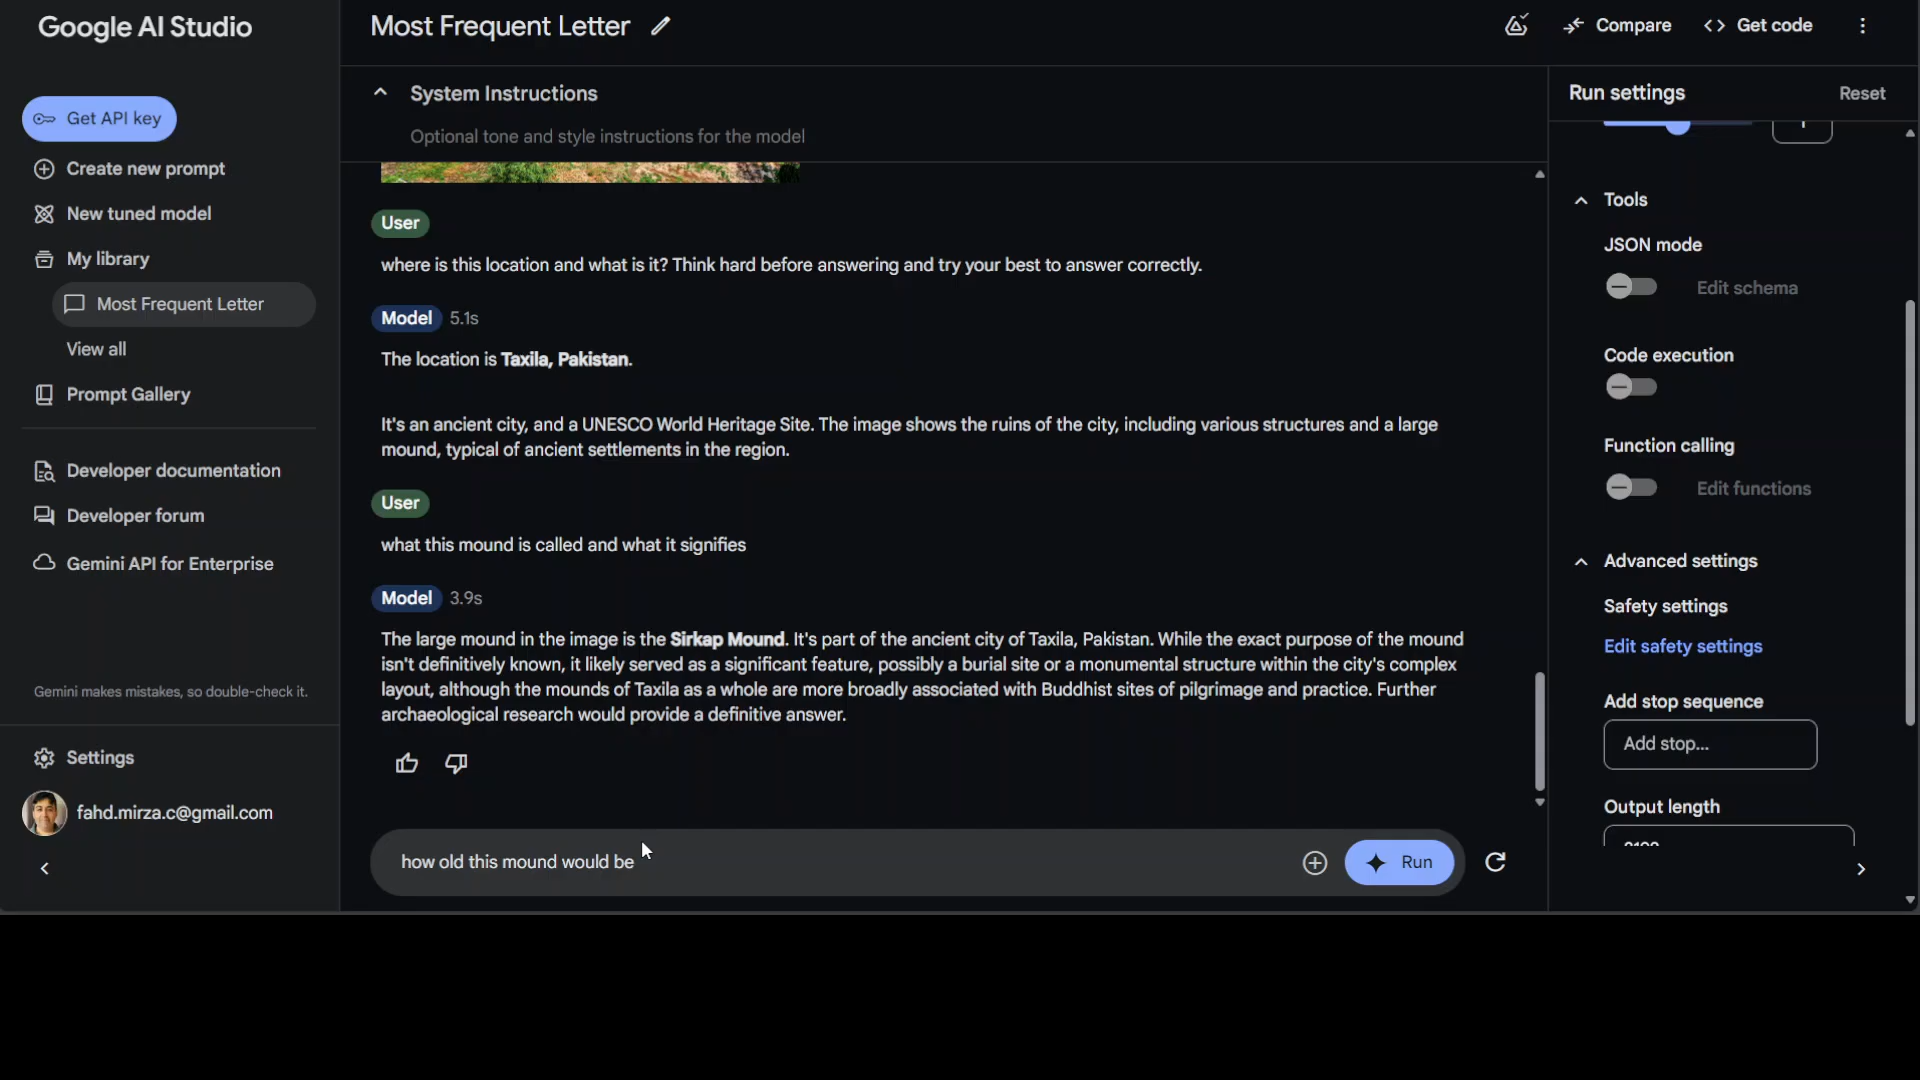 Google AI Studio
Get API key
Create new prompt
New tuned model
My library
Most Frequent Letter
View all
Prompt Gallery
Developer documentation
Developer forum
Gemini API for Enterprise
Gemini makes mistakes, so double-check it.
Settings
fahd.mirza.c@gmail.com
Most Frequent Letter
Compare
<> Get code
System Instructions
Optional tone and style instructions for the model
User
where is this location and what is it? Think hard before answering and try your best to answer correctly.
Model 5.1s
The location is Taxila, Pakistan.
It's an ancient city, and a UNESCO World Heritage Site. The image shows the ruins of the city, including various structures and a large
mound, typical of ancient settlements in the region.
User
what this mound is called and what it signifies
Model 3.9s
The large mound in the image is the Sirkap Mound. It's part of the ancient city of Taxila, Pakistan. While the exact purpose of the mound
isn't definitively known, it likely served as a significant feature, possibly a burial site or a monumental structure within the city's complex
layout, although the mounds of Taxila as a whole are more broadly associated with Buddhist sites of pilgrimage and practice. Further
archaeological research would provide a definitive answer.
how old this mound would be
Run
Run settings
Reset
Tools
JSON mode
Edit schema
Code execution
Function calling
Edit functions
Advanced settings
Safety settings
Edit safety settings
Add stop sequence
Add stop...
Output length